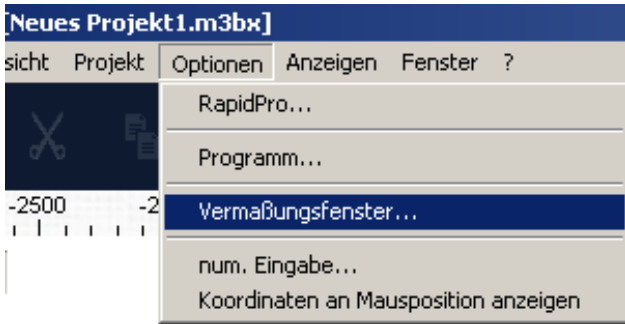 [Neues Projekt1.m3bx]
sicht Projekt Optionen Anzeigen Fenster ?
RapidPro...
Programm...
-2500 -2
Vermaßungsfenster...
num. Eingabe...
Koordinaten an Mausposition anzeigen